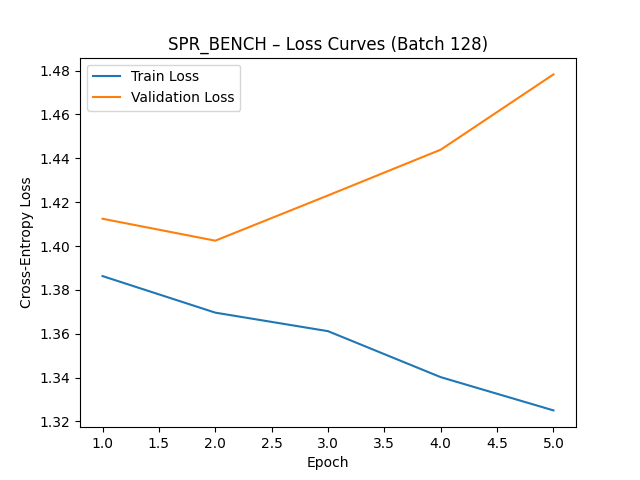 SPR_BENCH – Loss Curves (Batch 128)
Train Loss
Validation Loss
Cross-Entropy Loss
1.48
1.46
1.44
1.42
1.40
1.38
1.36
1.34
1.32
1.0 1.5 2.0 2.5 3.0 3.5 4.0 4.5 5.0
Epoch